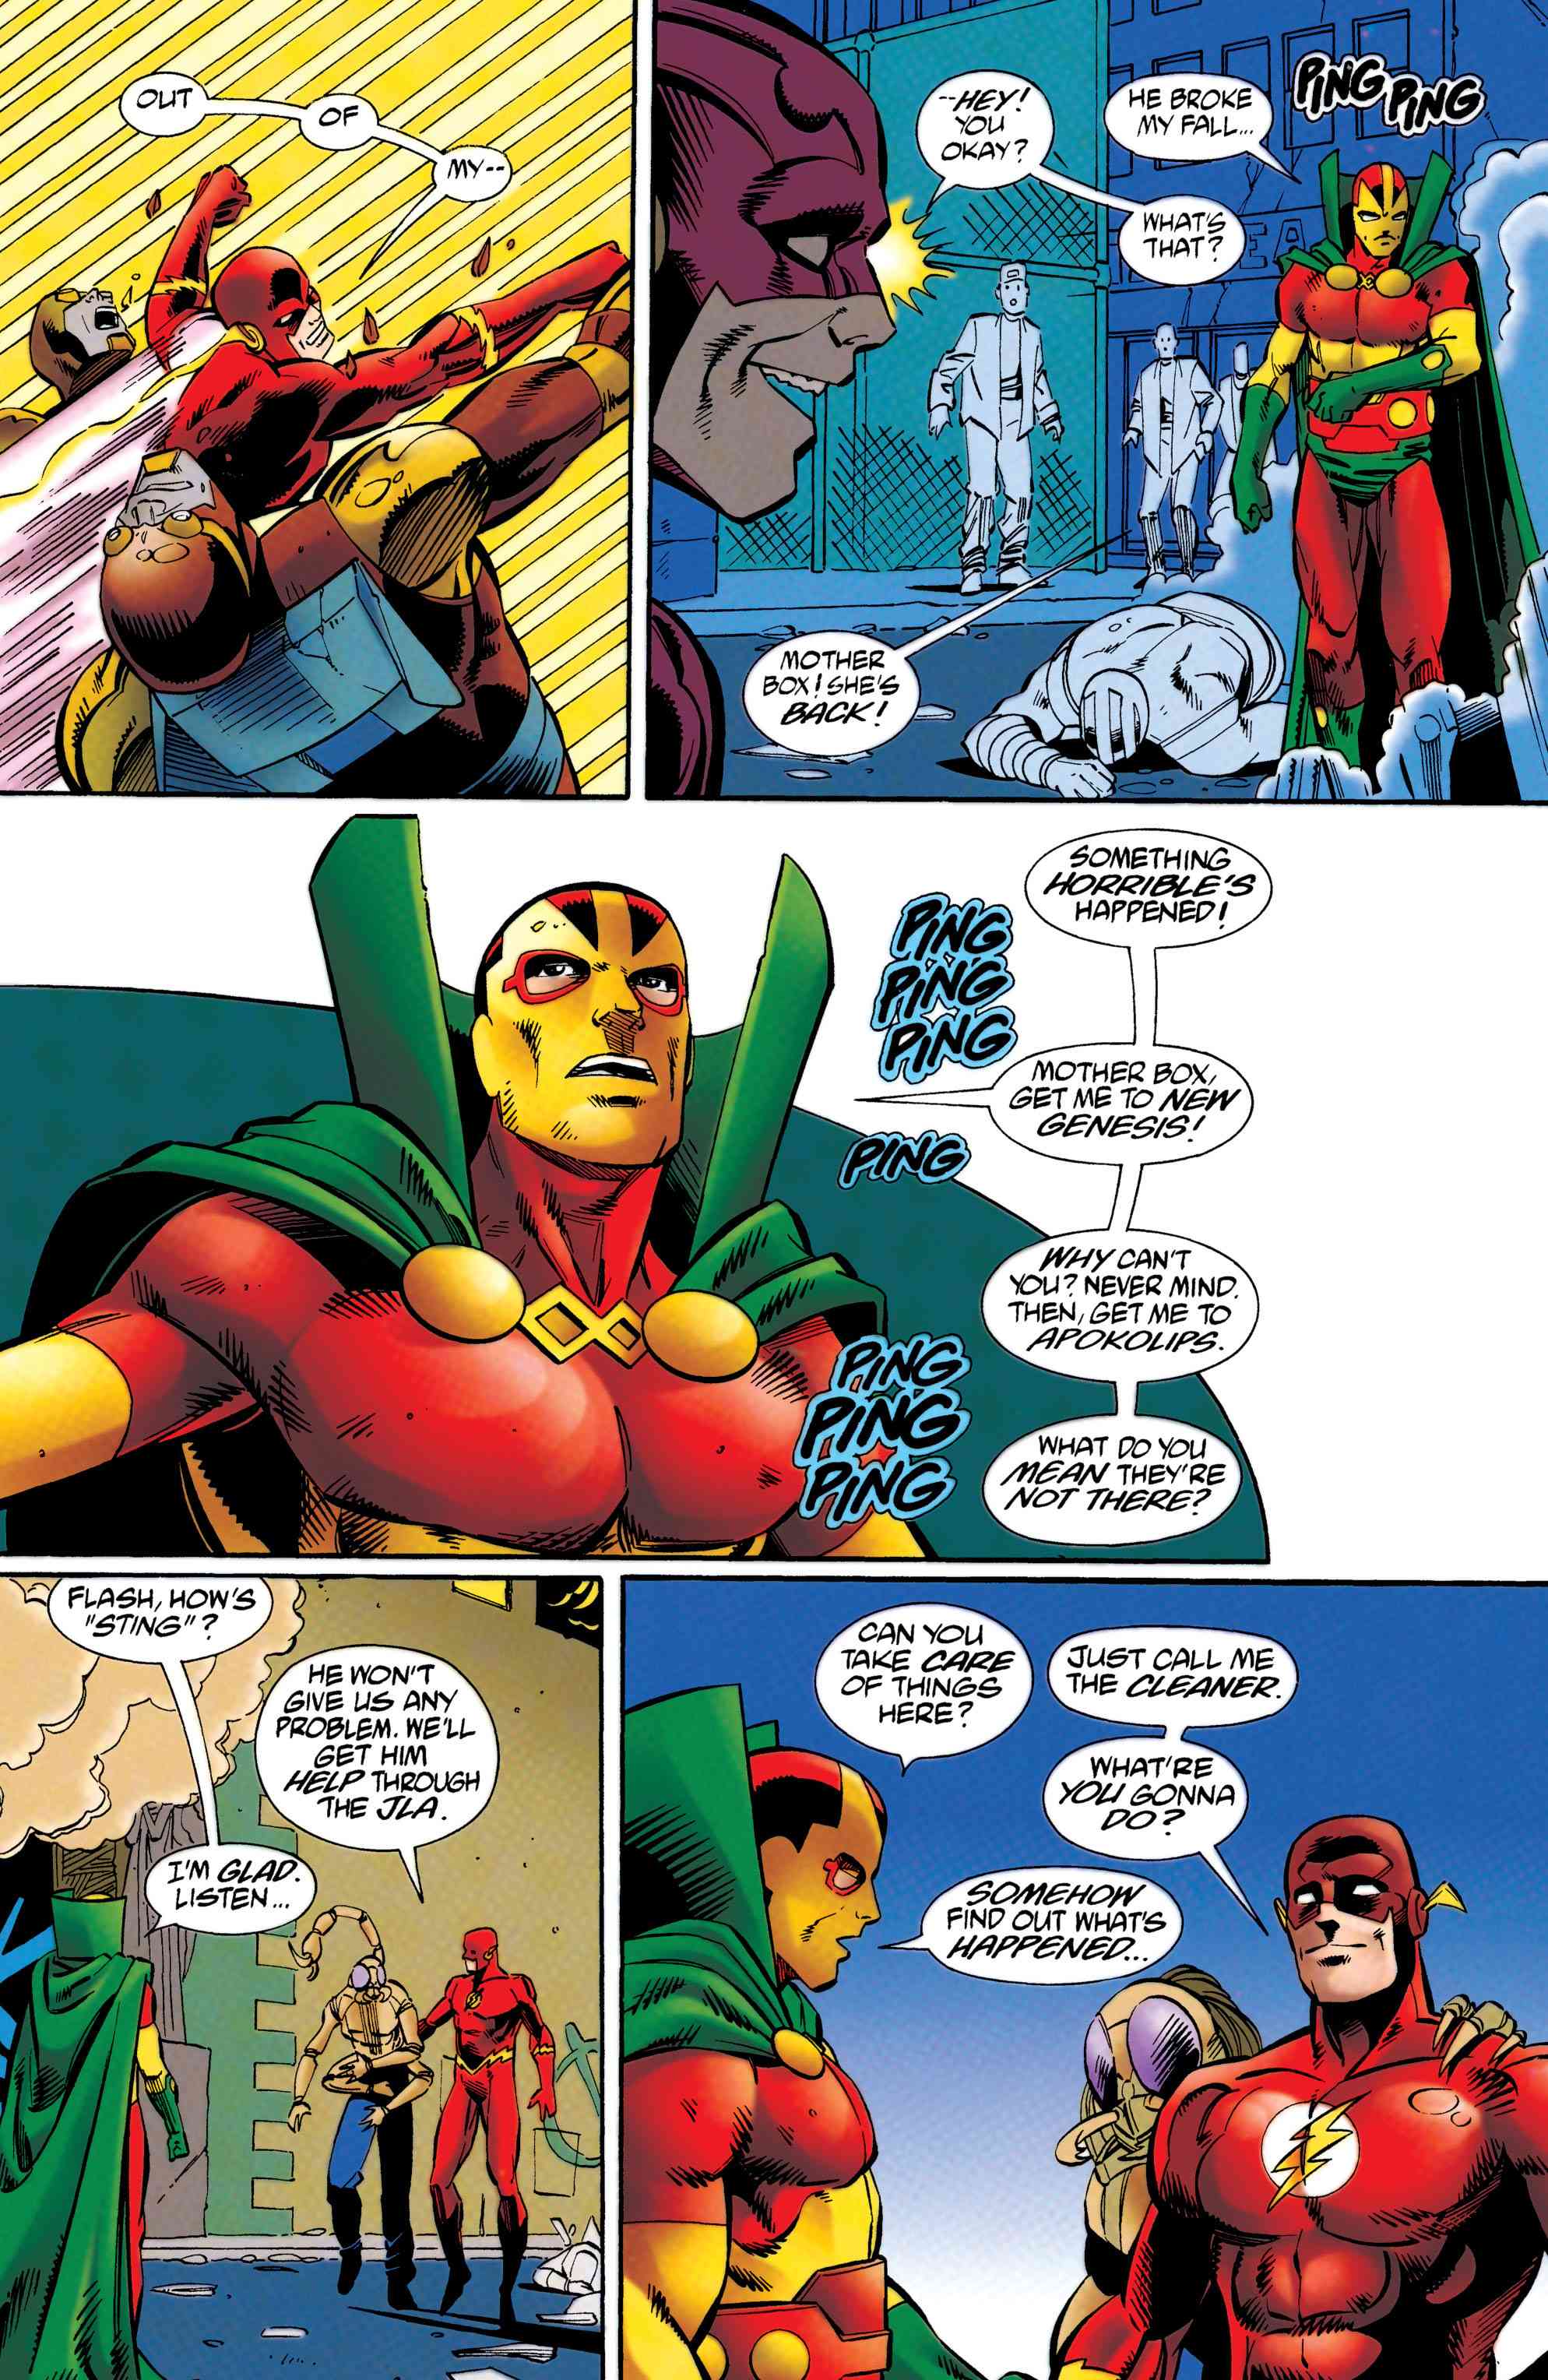 OUT
OF
MY--
--HEY!
YOU
OKAY?
HE BROKE
MY FALL...
PING PING
WHAT'S
THAT?
MOTHER
BOX! SHE'S
BACK!
SOMETHING
HORRIBLE'S
HAPPENED!
PING
PING
PING
MOTHER BOX,
GET ME TO NEW
GENESIS!
PING
WHY CAN'T
YOU? NEVER MIND.
THEN, GET ME TO
APOKOLIPS.
PING
PING
PING
WHAT DO YOU
MEAN THEY'RE
NOT THERE?
FLASH, HOW'S
"STING"?
HE WON'T
GIVE US ANY
PROBLEM. WE'LL
GET HIM
HELP THROUGH
THE JLA.
I'M GLAD.
LISTEN...
CAN YOU
TAKE CARE
OF THINGS
HERE?
JUST CALL ME
THE CLEANER.
WHAT'RE
YOU GONNA
DO?
SOMEHOW
FIND OUT WHAT'S
HAPPENED...